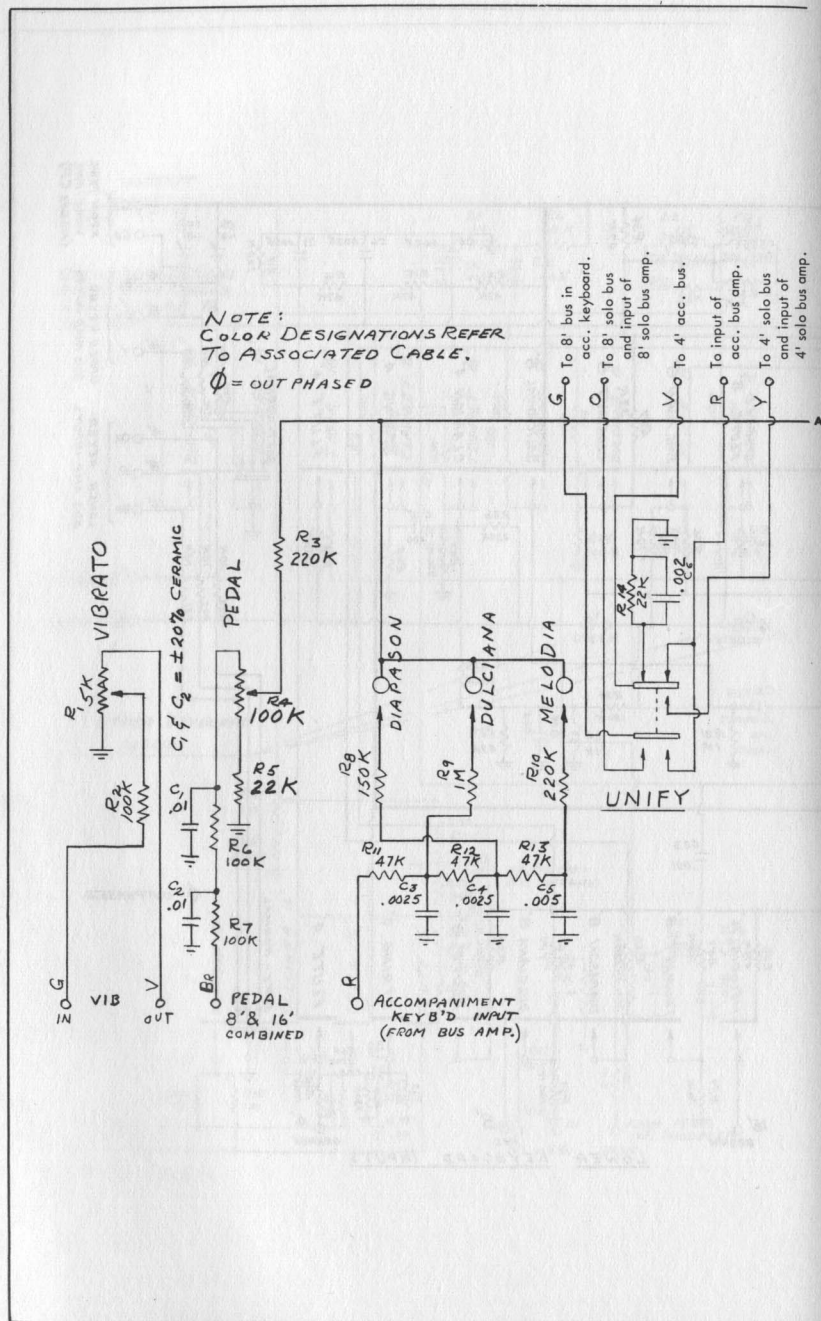 NOTE:
COLOR DESIGNATIONS REFER
TO ASSOCIATED CABLE.
Φ = OUT PHASED
G
To 8' bus in
acc. keyboard.
O
To 8' solo bus
and input of
8' solo bus amp.
V
To 4' acc. bus.
R
To input of
acc. bus amp.
Y
To 4' solo bus
and input of
4' solo bus amp.
A
VIBRATO
R1 5K
R2 100K
C1 & C2 = ±20% CERAMIC
PEDAL
R3
220K
R4
100K
R5
22K
C1
.01
R6
100K
C2
.01
R7
100K
DIAPASON
DULCIANA
MELODIA
R8
150K
R9
1M
R10
220K
R11
47K
R12
47K
R13
47K
C3
.0025
C4
.0025
C5
.005
R14
22K
.002
C6
UNIFY
G
IN
VIB
V
OUT
BR
PEDAL
8' & 16'
COMBINED
R
ACCOMPANIMENT
KEYB'D INPUT
(FROM BUS AMP.)